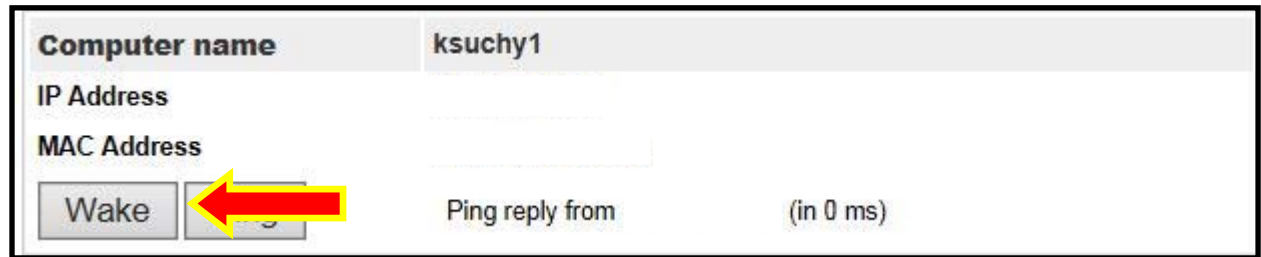 Computer name ksuchy1
IP Address
MAC Address
Wake Ping reply from (in 0 ms)